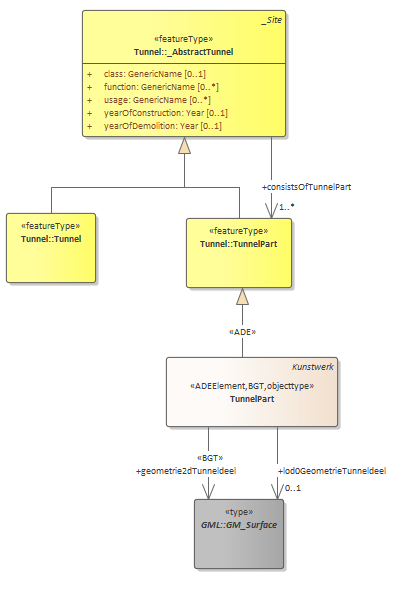 _Site
«featureType»
Tunnel::_AbstractTunnel
+ class: GenericName [0..1]
+ function: GenericName [0..*]
+ usage: GenericName [0..*]
+ yearOfConstruction: Year [0..1]
+ yearOfDemolition: Year [0..1]
+consistsOfTunnelPart
1..*
«featureType»
Tunnel::Tunnel
«featureType»
Tunnel::TunnelPart
«ADE»
Kunstwerk
«ADEElement,BGT,objecttype»
TunnelPart
«BGT»
+geometrie2dTunneldeel
+lod0GeometrieTunneldeel
0..1
«type»
GML::GM_Surface